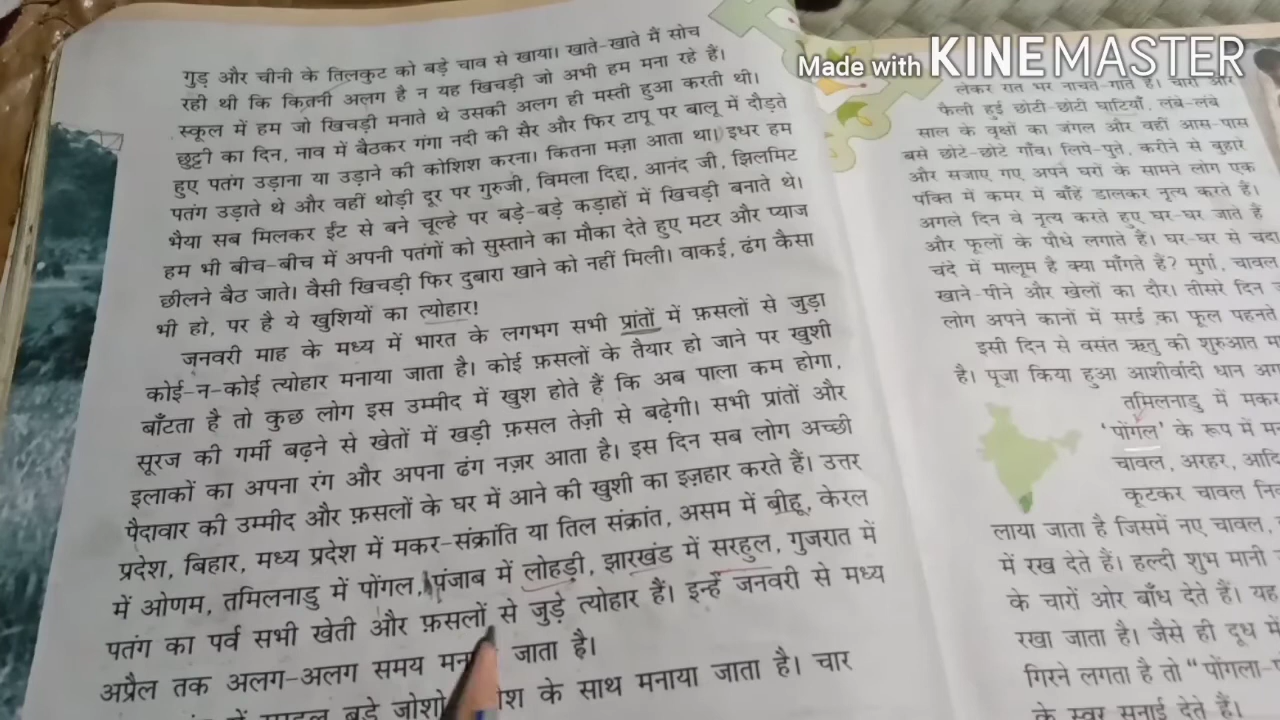 Made with KINEMASTER
गुड़ और चीनी के तिलकुट को बड़े चाव से खाया। खाते-खाते मैं सोच
रही थी कि कितनी अलग है न यह खिचड़ी जो अभी हम मना रहे हैं।
स्कूल में हम जो खिचड़ी मनाते थे उसकी अलग ही मस्ती हुआ करती थी।
छुट्टी का दिन, नाव में बैठकर गंगा नदी की सैर और फिर टापू पर बालू में दौड़ते
हुए पतंग उड़ाना या उड़ाने की कोशिश करना। कितना मज़ा आता था। इधर हम
पतंग उड़ाते थे और वहीं थोड़ी दूर पर गुरुजी, विमला दिद्दा, आनंद जी, झिलमिट
भैया सब मिलकर ईंट से बने चूल्हे पर बड़े-बड़े कड़ाहों में खिचड़ी बनाते थे।
हम भी बीच-बीच में अपनी पतंगों को सुस्ताने का मौका देते हुए मटर और प्याज
छीलने बैठ जाते। वैसी खिचड़ी फिर दुबारा खाने को नहीं मिली। वाकई, ढंग कैसा
भी हो, पर है ये खुशियों का त्योहार!
जनवरी माह के मध्य में भारत के लगभग सभी प्रांतों में फ़सलों से जुड़ा
कोई-न-कोई त्योहार मनाया जाता है। कोई फ़सलों के तैयार हो जाने पर खुशी
बाँटता है तो कुछ लोग इस उम्मीद में खुश होते हैं कि अब पाला कम होगा,
सूरज की गर्मी बढ़ने से खेतों में खड़ी फ़सल तेज़ी से बढ़ेगी। सभी प्रांतों और
इलाकों का अपना रंग और अपना ढंग नज़र आता है। इस दिन सब लोग अच्छी
पैदावार की उम्मीद और फ़सलों के घर में आने की खुशी का इज़हार करते हैं। उत्तर
प्रदेश, बिहार, मध्य प्रदेश में मकर-संक्रांति या तिल संक्रांत, असम में बीहू, केरल
में ओणम, तमिलनाडु में पोंगल, पंजाब में लोहड़ी, झारखंड में सरहुल, गुजरात में
पतंग का पर्व सभी खेती और फ़सलों से जुड़े त्योहार हैं। इन्हें जनवरी से मध्य
अप्रैल तक अलग-अलग समय जाता है।
के साथ मनाया जाता है। चार
लेकर रात भर नाचते-गाते हैं। चारों ओर
फैली हुई छोटी-छोटी घाटियाँ, लंबे-लंबे
साल के वृक्षों का जंगल और वहीं आस-पास
बसे छोटे-छोटे गाँव। लिपे-पुते, करीने से बुहारे
और सजाए गए अपने घरों के सामने लोग एक
पंक्ति में कमर में बाँहें डालकर नृत्य करते हैं।
अगले दिन वे नृत्य करते हुए घर-घर जाते हैं
और फूलों के पौधे लगाते हैं। घर-घर से चंदा
चंदे में मालूम है क्या माँगते हैं? मुर्गा, चावल
खाने-पीने और खेलों का दौर। तीसरे दिन
लोग अपने कानों में सरई का फूल पहनते
इसी दिन से वसंत ऋतु की शुरुआत
है। पूजा किया हुआ आशीर्वादी धान
तमिलनाडु में
'पोंगल' के रूप में
चावल, अरहर, आदि
कूटकर चावल
लाया जाता है जिसमें नए चावल,
में रख देते हैं। हल्दी शुभ मानी
के चारों ओर बाँध देते हैं। यह
रखा जाता है। जैसे ही दूध में
गिरने लगता है तो "पोंगला-
के स्वर सुनाई देते हैं।